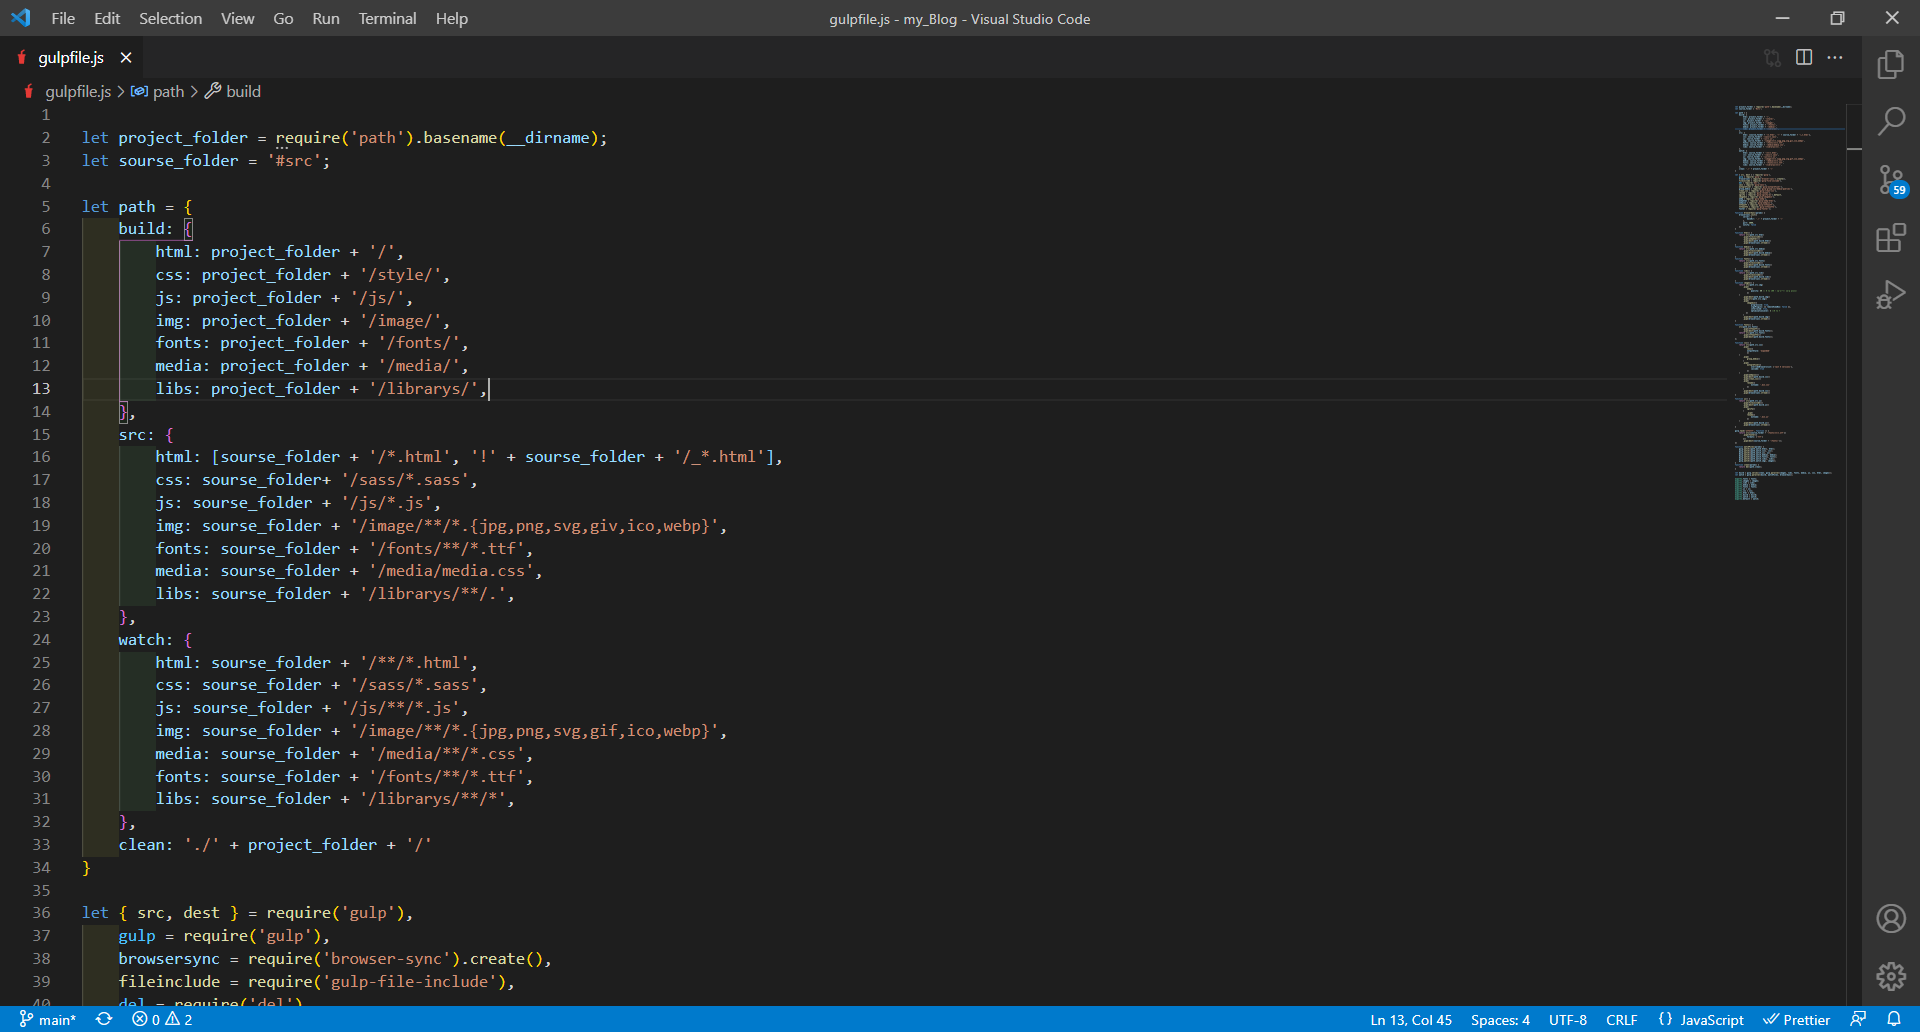 File Edit Selection View Go Run Terminal Help
gulpfile.js - my_Blog - Visual Studio Code
gulpfile.js
gulpfile.js > path > build
1
2 let project_folder = require('path').basename(__dirname);
3 let sourse_folder = '#src';
4
5 let path = {
6 build: {
7 html: project_folder + '/',
8 css: project_folder + '/style/',
9 js: project_folder + '/js/',
10 img: project_folder + '/image/',
11 fonts: project_folder + '/fonts/',
12 media: project_folder + '/media/',
13 libs: project_folder + '/librarys/',
14 },
15 src: {
16 html: [sourse_folder + '/*.html', '!' + sourse_folder + '/_*.html'],
17 css: sourse_folder+ '/sass/*.sass',
18 js: sourse_folder + '/js/*.js',
19 img: sourse_folder + '/image/**/*.{jpg,png,svg,giv,ico,webp}',
20 fonts: sourse_folder + '/fonts/**/*.ttf',
21 media: sourse_folder + '/media/media.css',
22 libs: sourse_folder + '/librarys/**/.',
23 },
24 watch: {
25 html: sourse_folder + '/**/*.html',
26 css: sourse_folder + '/sass/*.sass',
27 js: sourse_folder + '/js/**/*.js',
28 img: sourse_folder + '/image/**/*.{jpg,png,svg,gif,ico,webp}',
29 media: sourse_folder + '/media/**/*.css',
30 fonts: sourse_folder + '/fonts/**/*.ttf',
31 libs: sourse_folder + '/librarys/**/*',
32 },
33 clean: './' + project_folder + '/'
34 }
35
36 let { src, dest } = require('gulp'),
37 gulp = require('gulp'),
38 browsersync = require('browser-sync').create(),
39 fileinclude = require('gulp-file-include'),
40 del = require('del')
59
main* 0 2
Ln 13, Col 45 Spaces: 4 UTF-8 CRLF {} JavaScript Prettier